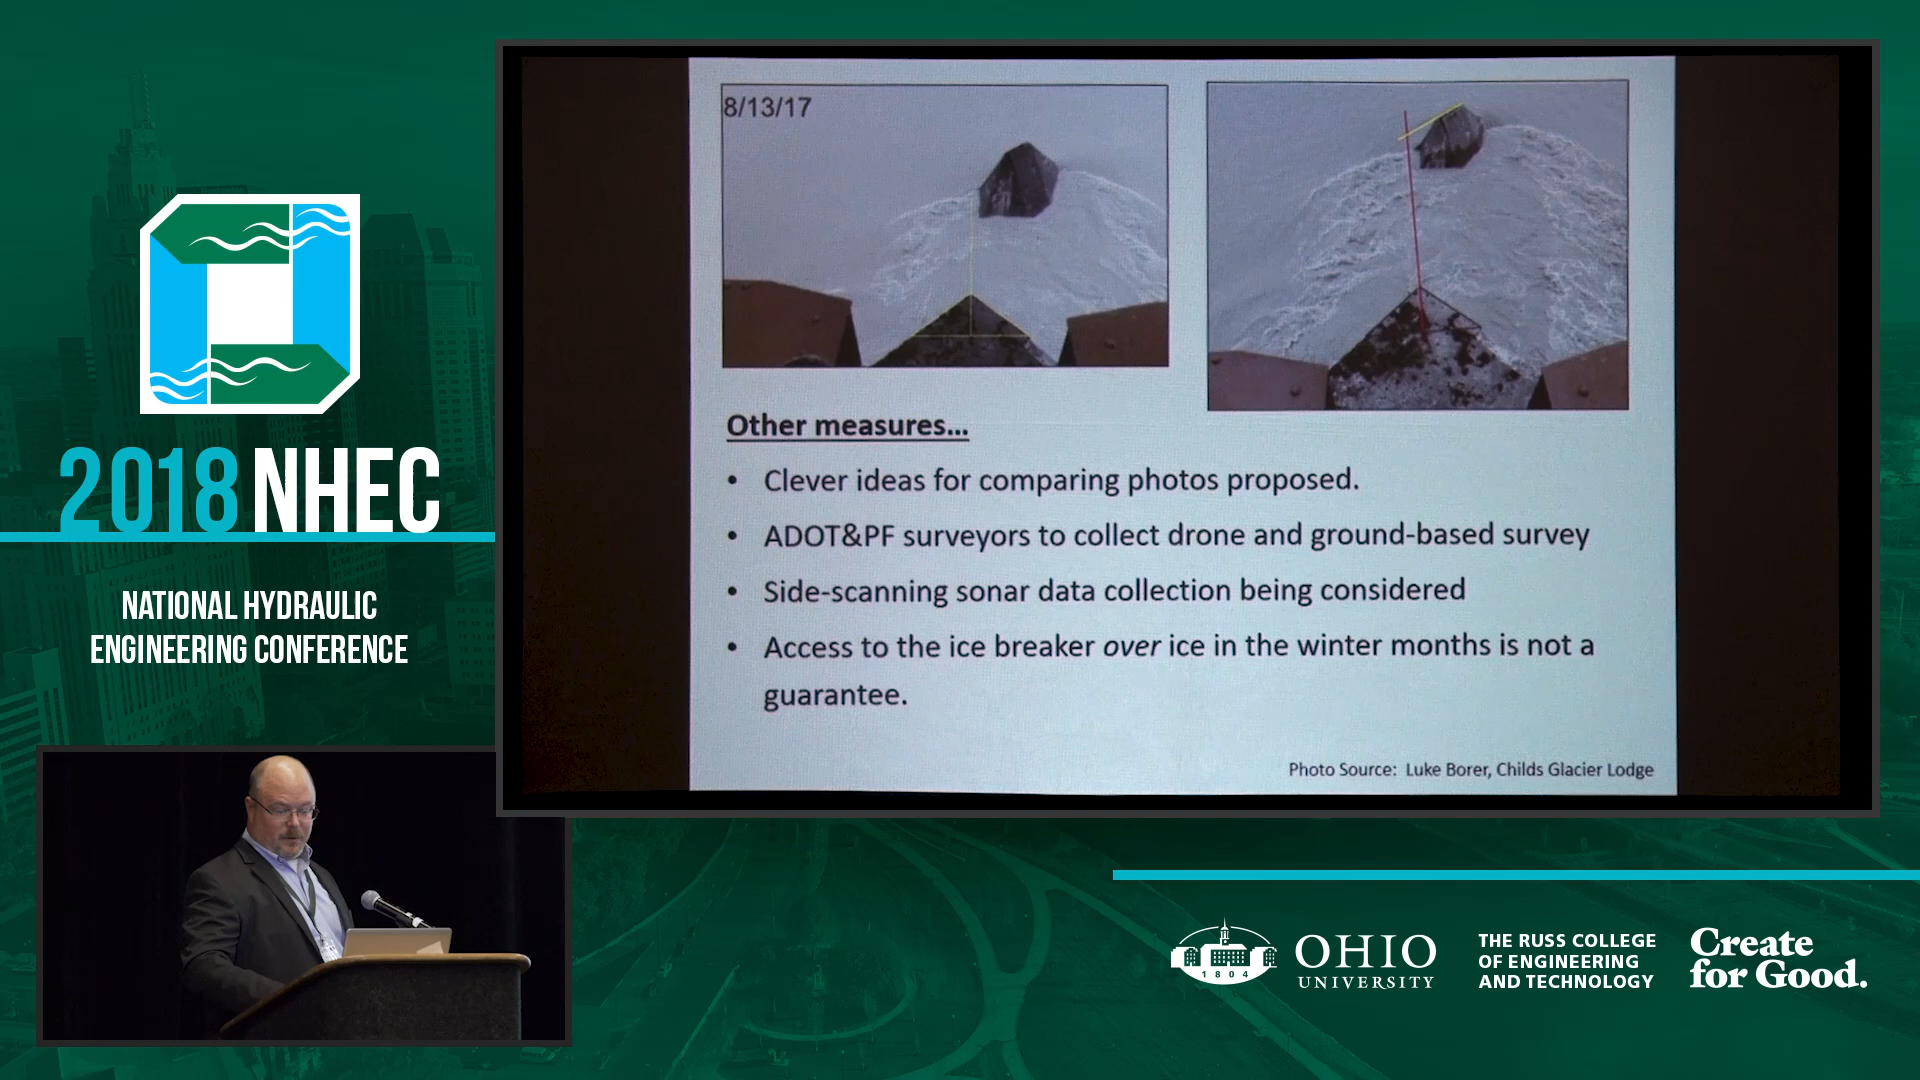 8/13/17
Other measures...
• Clever ideas for comparing photos proposed.
• ADOT&PF surveyors to collect drone and ground-based survey
• Side-scanning sonar data collection being considered
• Access to the ice breaker over ice in the winter months is not a
guarantee.
Photo Source: Luke Borer, Childs Glacier Lodge
2018 NHEC
NATIONAL HYDRAULIC
ENGINEERING CONFERENCE
1804
OHIO
UNIVERSITY
THE RUSS COLLEGE
OF ENGINEERING
AND TECHNOLOGY
Create
for Good.